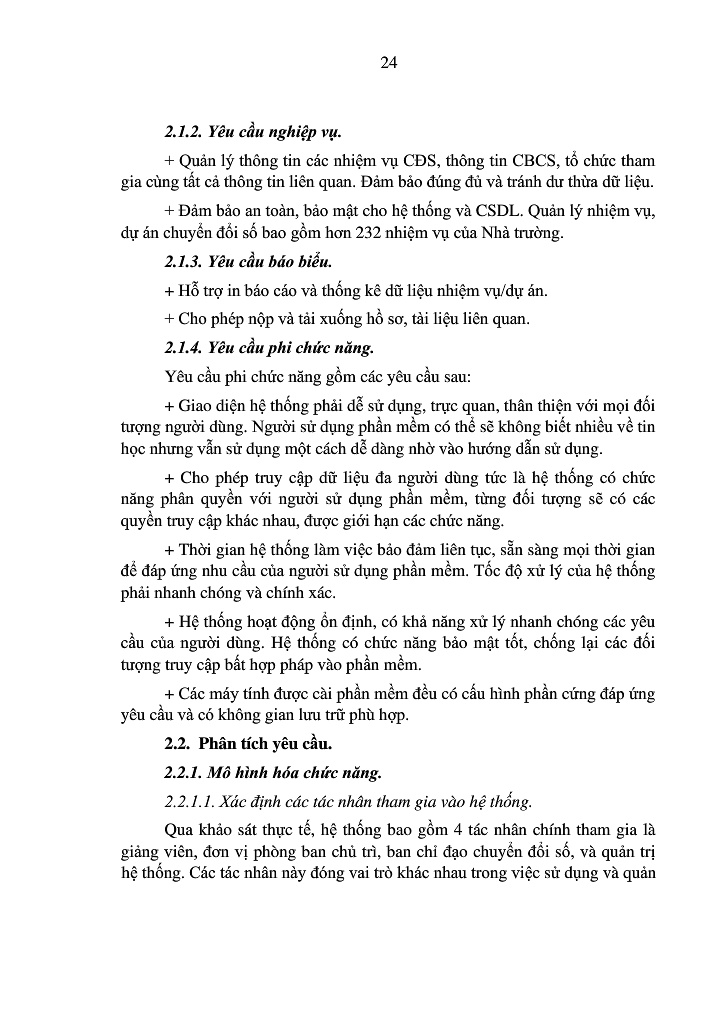 24
2.1.2. Yêu cầu nghiệp vụ.
+ Quản lý thông tin các nhiệm vụ CĐS, thông tin CBCS, tổ chức tham
gia cùng tất cả thông tin liên quan. Đảm bảo đúng đủ và tránh dư thừa dữ liệu.
+ Đảm bảo an toàn, bảo mật cho hệ thống và CSDL. Quản lý nhiệm vụ,
dự án chuyển đổi số bao gồm hơn 232 nhiệm vụ của Nhà trường.
2.1.3. Yêu cầu báo biểu.
+ Hỗ trợ in báo cáo và thống kê dữ liệu nhiệm vụ/dự án.
+ Cho phép nộp và tải xuống hồ sơ, tài liệu liên quan.
2.1.4. Yêu cầu phi chức năng.
Yêu cầu phi chức năng gồm các yêu cầu sau:
+ Giao diện hệ thống phải dễ sử dụng, trực quan, thân thiện với mọi đối
tượng người dùng. Người sử dụng phần mềm có thể sẽ không biết nhiều về tin
học nhưng vẫn sử dụng một cách dễ dàng nhờ vào hướng dẫn sử dụng.
+ Cho phép truy cập dữ liệu đa người dùng tức là hệ thống có chức
năng phân quyền với người sử dụng phần mềm, từng đối tượng sẽ có các
quyền truy cập khác nhau, được giới hạn các chức năng.
+ Thời gian hệ thống làm việc bảo đảm liên tục, sẵn sàng mọi thời gian
để đáp ứng nhu cầu của người sử dụng phần mềm. Tốc độ xử lý của hệ thống
phải nhanh chóng và chính xác.
+ Hệ thống hoạt động ổn định, có khả năng xử lý nhanh chóng các yêu
cầu của người dùng. Hệ thống có chức năng bảo mật tốt, chống lại các đối
tượng truy cập bất hợp pháp vào phần mềm.
+ Các máy tính được cài phần mềm đều có cấu hình phần cứng đáp ứng
yêu cầu và có không gian lưu trữ phù hợp.
2.2. Phân tích yêu cầu.
2.2.1. Mô hình hóa chức năng.
2.2.1.1. Xác định các tác nhân tham gia vào hệ thống.
Qua khảo sát thực tế, hệ thống bao gồm 4 tác nhân chính tham gia là
giảng viên, đơn vị phòng ban chủ trì, ban chỉ đạo chuyển đổi số, và quản trị
hệ thống. Các tác nhân này đóng vai trò khác nhau trong việc sử dụng và quản